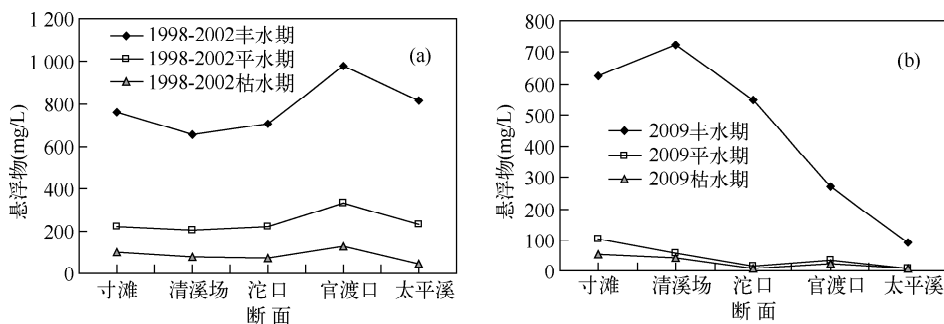 1 200
1 000
800
600
400
200
0
悬浮物(mg/L)
1998-2002丰水期
1998-2002平水期
1998-2002枯水期
(a)
寸滩 清溪场 沱口 官渡口 太平溪
断 面
800
700
600
500
400
300
200
100
0
悬浮物(mg/L)
(b)
2009丰水期
2009平水期
2009枯水期
寸滩 清溪场 沱口 官渡口 太平溪
断 面